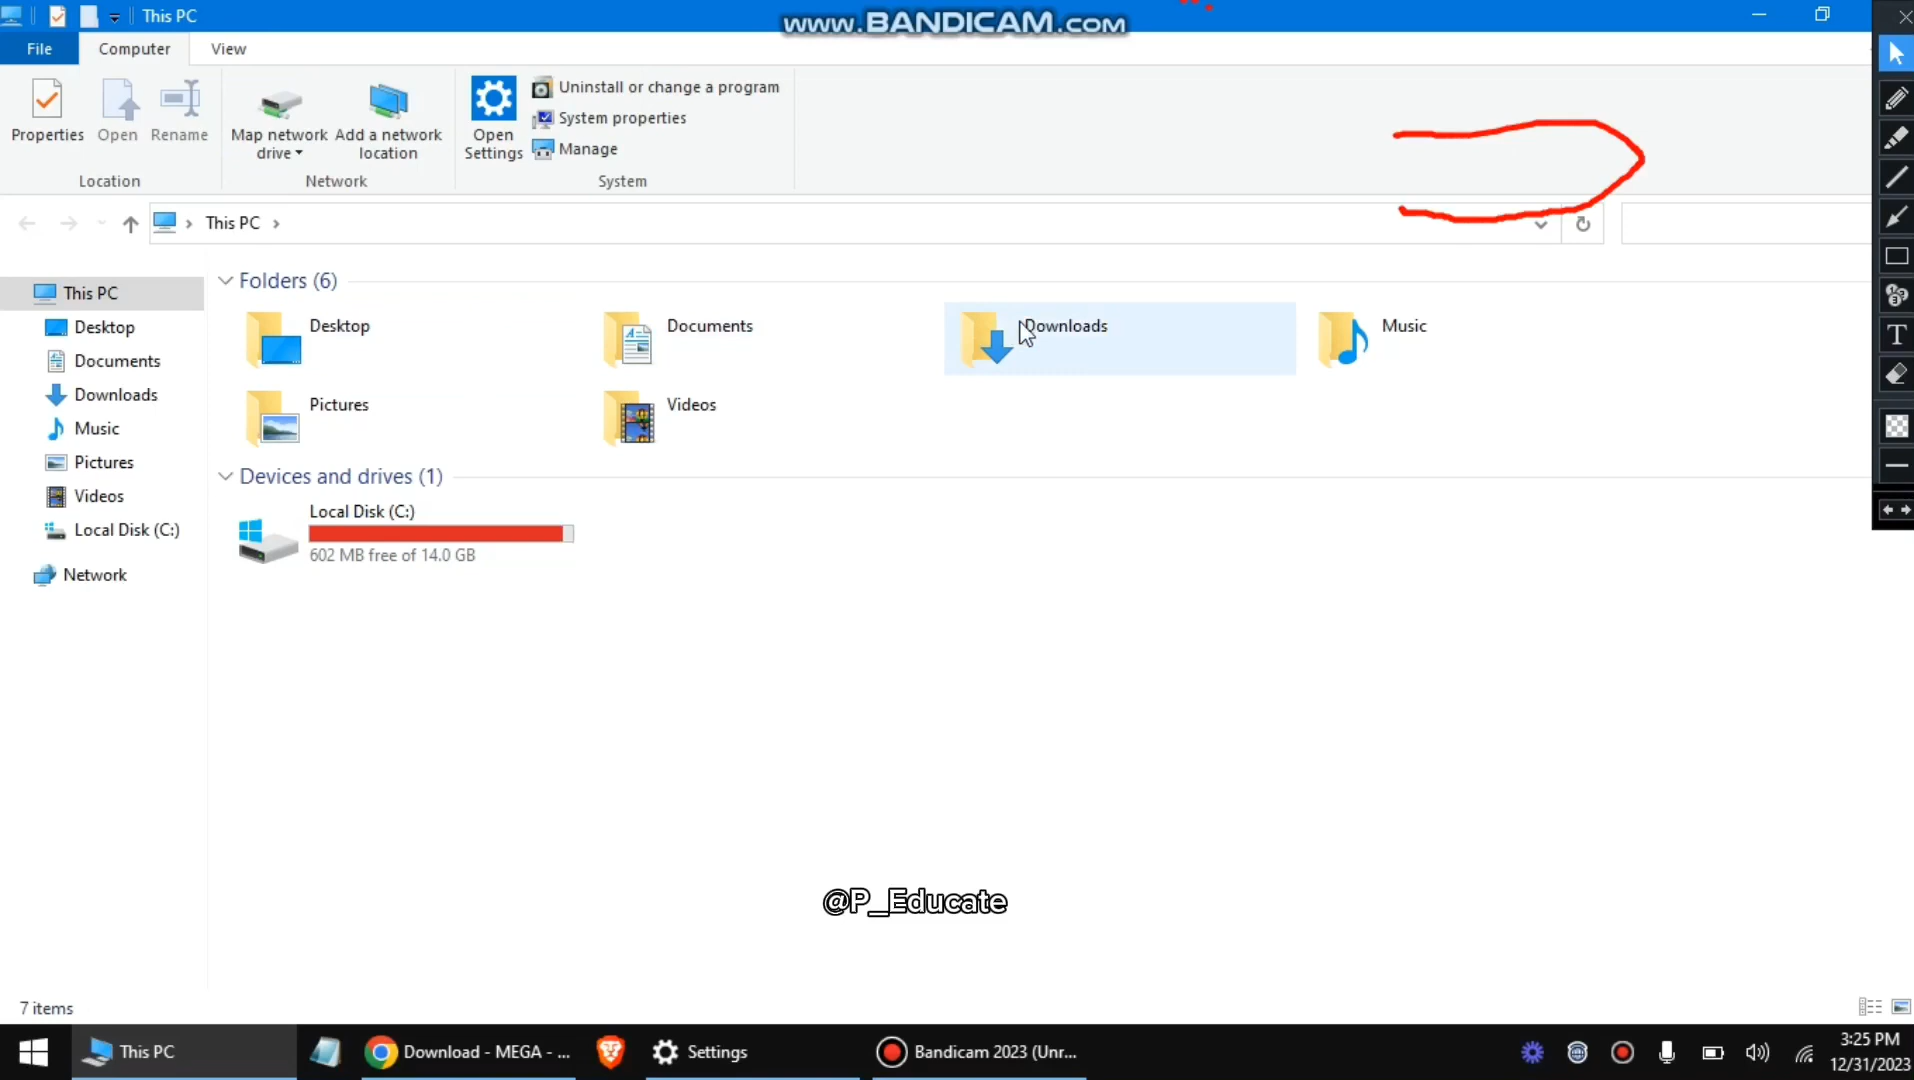 This PC
www.BANDICAM.com
File
Computer
View
Properties
Open
Rename
Map network drive
Add a network location
Open Settings
Uninstall or change a program
System properties
Manage
Location
Network
System
This PC
Folders (6)
This PC
Desktop
Documents
Downloads
Music
Pictures
Videos
Local Disk (C:)
Network
Desktop
Documents
Downloads
Music
Pictures
Videos
Devices and drives (1)
Local Disk (C:)
602 MB free of 14.0 GB
T
@P_Educate
7 items
This PC
Download - MEGA - ...
Settings
Bandicam 2023 (Unr...
3:25 PM
12/31/2023